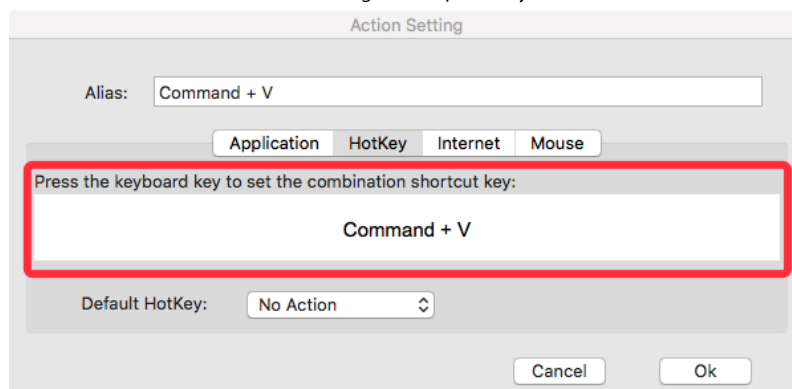 Action Setting
Alias: Command + V
Application HotKey Internet Mouse
Press the keyboard key to set the combination shortcut key:
Command + V
Default HotKey: No Action
Cancel Ok